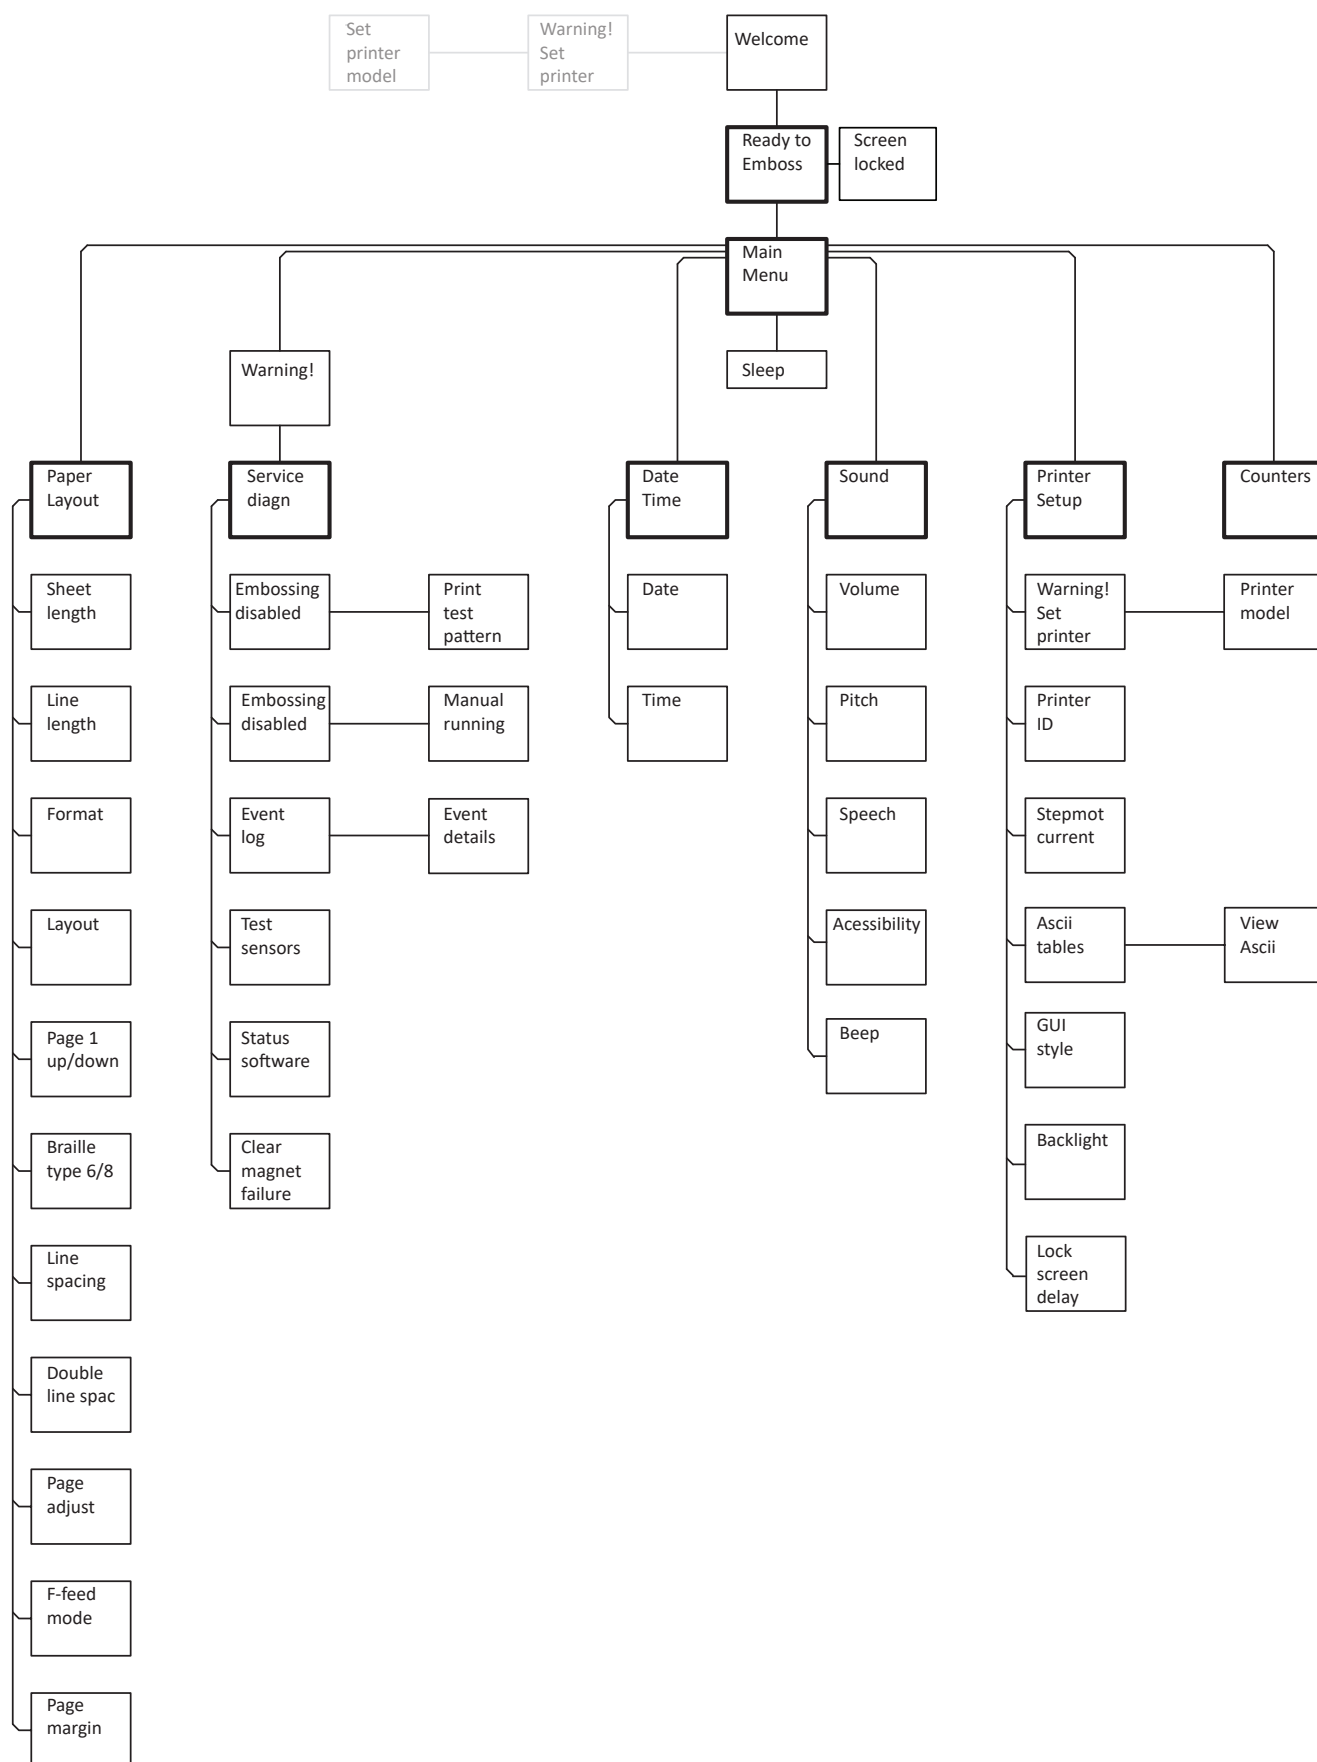 Set
printer
model
Warning!
Set
printer
Welcome
Ready to
Emboss
Screen
locked
Main
Menu
Warning!
Sleep
Paper
Layout
Service
diagn
Date
Time
Sound
Printer
Setup
Counters
Sheet
length
Embossing
disabled
Print
test
pattern
Date
Volume
Warning!
Set
printer
Printer
model
Line
length
Embossing
disabled
Manual
running
Time
Pitch
Printer
ID
Format
Event
log
Event
details
Speech
Stepmot
current
Layout
Test
sensors
Acessibility
Ascii
tables
View
Ascii
Page 1
up/down
Status
software
Beep
GUI
style
Braille
type 6/8
Clear
magnet
failure
Backlight
Line
spacing
Lock
screen
delay
Double
line spac
Page
adjust
F-feed
mode
Page
margin